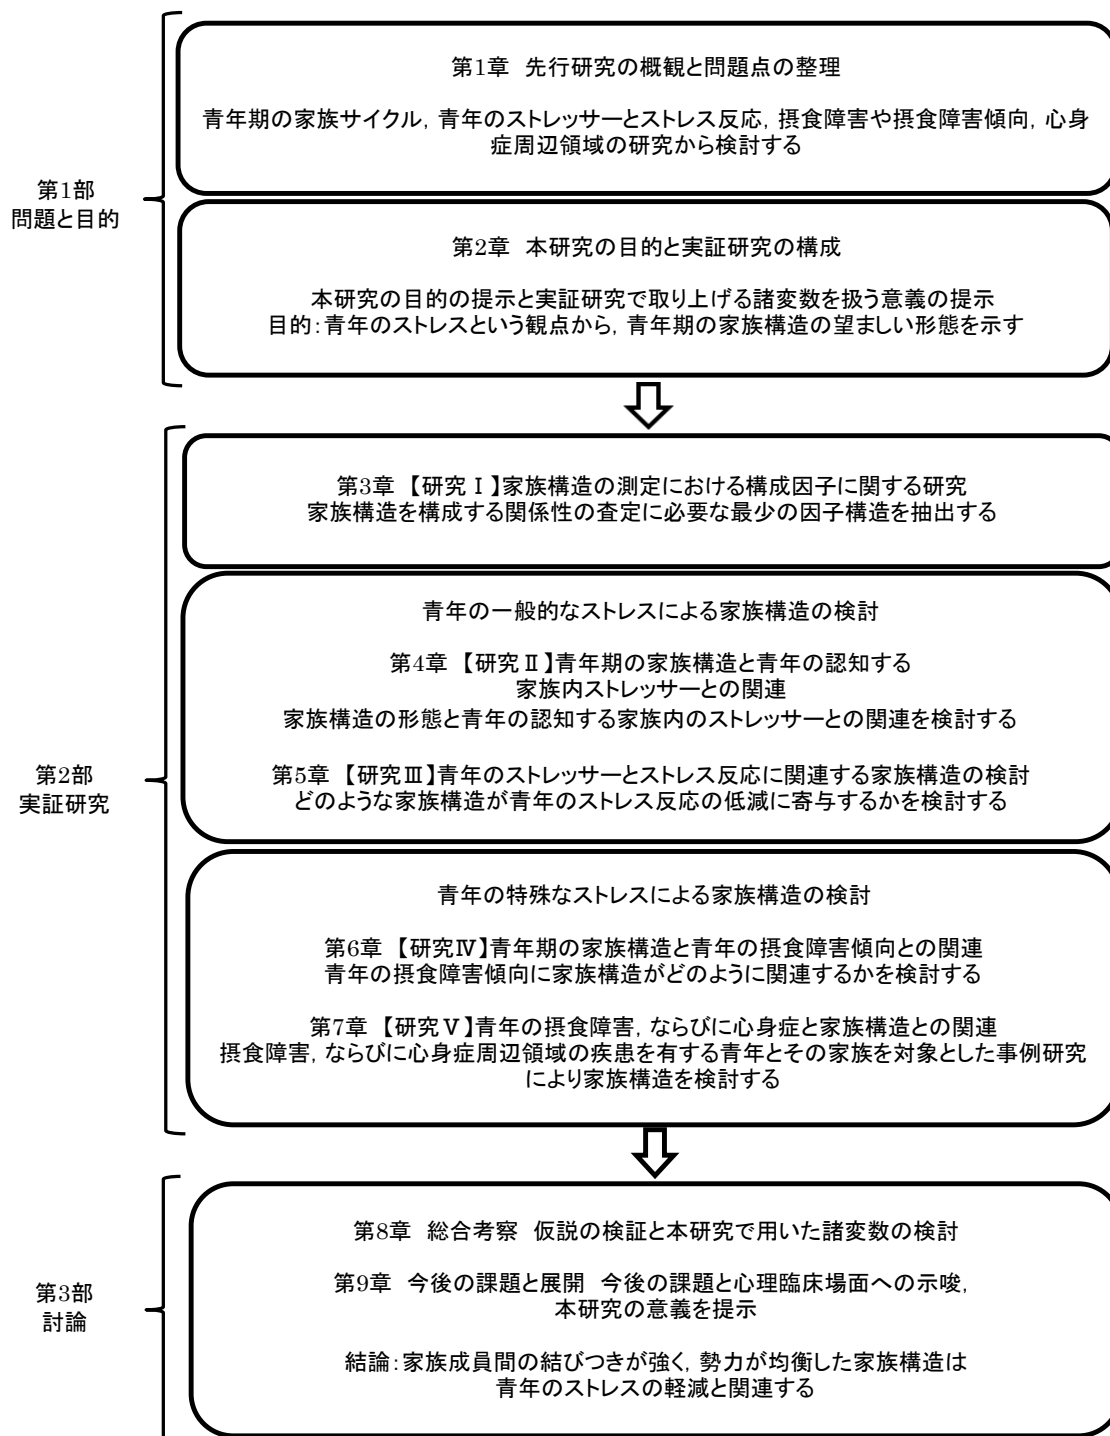 第1章 先行研究の概観と問題点の整理
青年期の家族サイクル, 青年のストレッサーとストレス反応, 摂食障害や摂食障害傾向, 心身
症周辺領域の研究から検討する
第1部
問題と目的
第2章 本研究の目的と実証研究の構成
本研究の目的の提示と実証研究で取り上げる諸変数を扱う意義の提示
目的:青年のストレスという観点から, 青年期の家族構造の望ましい形態を示す
第3章 【研究Ⅰ】家族構造の測定における構成因子に関する研究
家族構造を構成する関係性の査定に必要な最少の因子構造を抽出する
青年の一般的なストレスによる家族構造の検討
第4章 【研究Ⅱ】青年期の家族構造と青年の認知する
家族内ストレッサーとの関連
家族構造の形態と青年の認知する家族内のストレッサーとの関連を検討する
第5章 【研究Ⅲ】青年のストレッサーとストレス反応に関連する家族構造の検討
どのような家族構造が青年のストレス反応の低減に寄与するかを検討する
第2部
実証研究
青年の特殊なストレスによる家族構造の検討
第6章 【研究Ⅳ】青年期の家族構造と青年の摂食障害傾向との関連
青年の摂食障害傾向に家族構造がどのように関連するかを検討する
第7章 【研究Ⅴ】青年の摂食障害, ならびに心身症と家族構造との関連
摂食障害, ならびに心身症周辺領域の疾患を有する青年とその家族を対象とした事例研究
により家族構造を検討する
第8章 総合考察 仮説の検証と本研究で用いた諸変数の検討
第9章 今後の課題と展開 今後の課題と心理臨床場面への示唆,
本研究の意義を提示
第3部
討論
結論:家族成員間の結びつきが強く, 勢力が均衡した家族構造は
青年のストレスの軽減と関連する